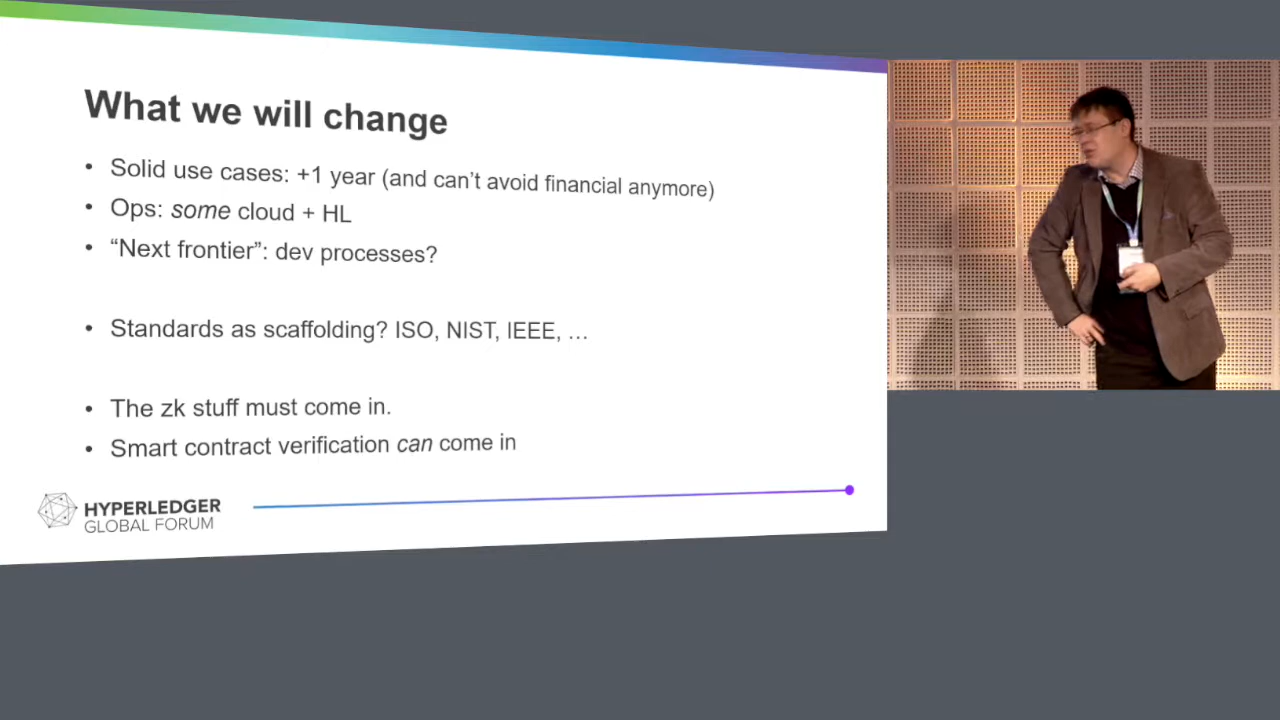 What we will change
• Solid use cases: +1 year (and can’t avoid financial anymore)
• Ops: some cloud + HL
• “Next frontier”: dev processes?
• Standards as scaffolding? ISO, NIST, IEEE, …
• The zk stuff must come in.
• Smart contract verification can come in
HYPERLEDGER
GLOBAL FORUM